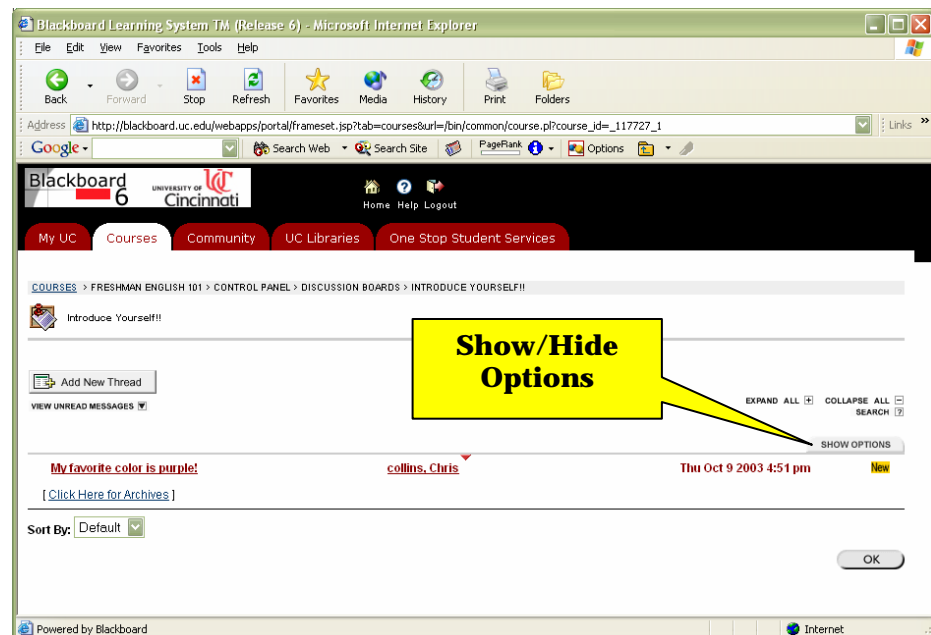 Blackboard Learning System TM (Release 6) - Microsoft Internet Explorer
File Edit View Favorites Tools Help
Back Forward Stop Refresh Favorites Media History Print Folders
Address http://blackboard.uc.edu/webapps/portal/frameset.jsp?tab=courses&url=/bin/common/course.pl?course_id=_117727_1 Links »
Google Search Web Search Site PageRank Options
Blackboard
6 UNIVERSITY OF UC
Cincinnati
Home Help Logout
My UC Courses Community UC Libraries One Stop Student Services
COURSES > FRESHMAN ENGLISH 101 > CONTROL PANEL > DISCUSSION BOARDS > INTRODUCE YOURSELF!!
Introduce Yourself!!
Show/Hide
Options
Add New Thread
VIEW UNREAD MESSAGES
EXPAND ALL + COLLAPSE ALL −
SEARCH ?
SHOW OPTIONS
My favorite color is purple! collins, Chris Thu Oct 9 2003 4:51 pm New
[ Click Here for Archives ]
Sort By: Default
OK
Powered by Blackboard Internet